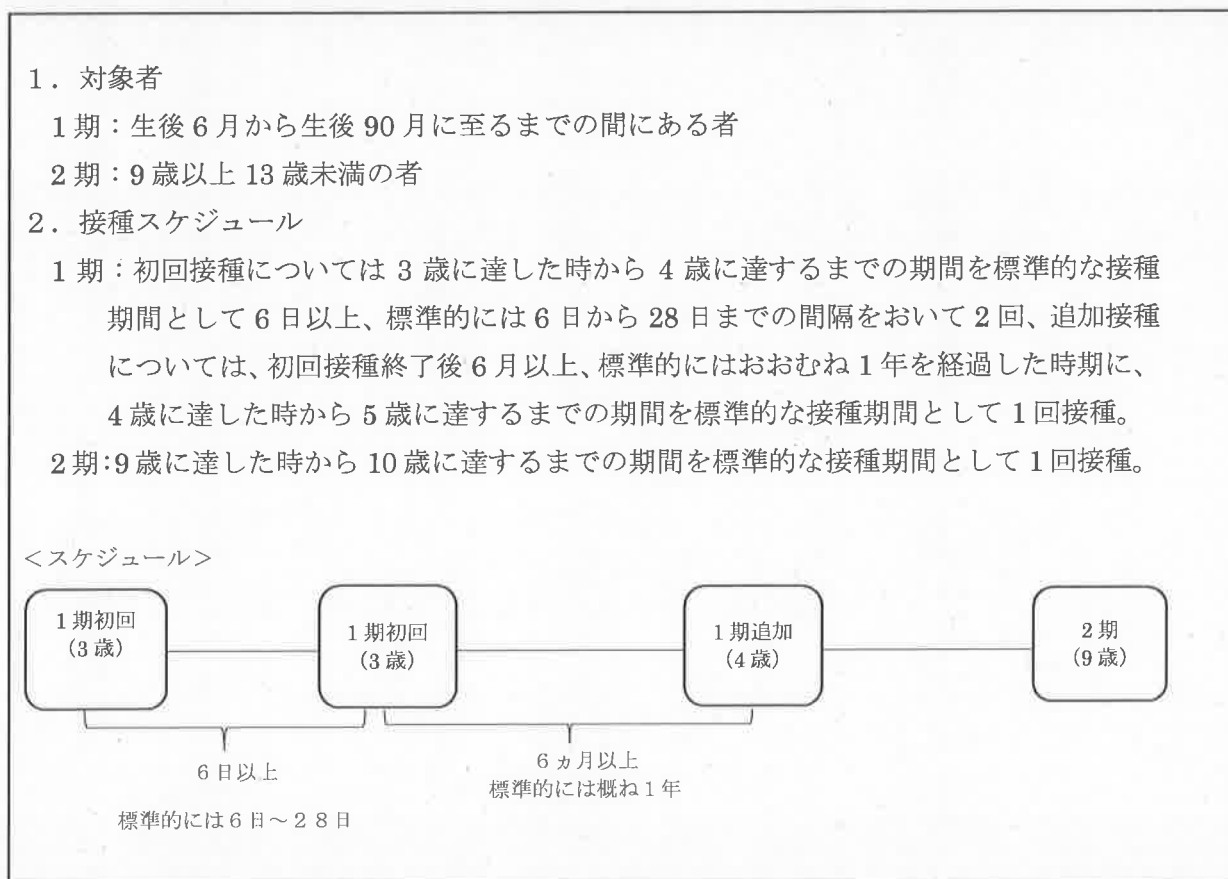 1．対象者
1期：生後6月から生後90月に至るまでの間にある者
2期：9歳以上13歳未満の者
2．接種スケジュール
1期：初回接種については3歳に達した時から4歳に達するまでの期間を標準的な接種
期間として6日以上、標準的には6日から28日までの間隔をおいて2回、追加接種
については、初回接種終了後6月以上、標準的にはおおむね1年を経過した時期に、
4歳に達した時から5歳に達するまでの期間を標準的な接種期間として1回接種。
2期：9歳に達した時から10歳に達するまでの期間を標準的な接種期間として1回接種。
＜スケジュール＞
1期初回
(3歳)
1期初回
(3歳)
1期追加
(4歳)
2期
(9歳)
6日以上
標準的には6日～28日
6ヵ月以上
標準的には概ね1年